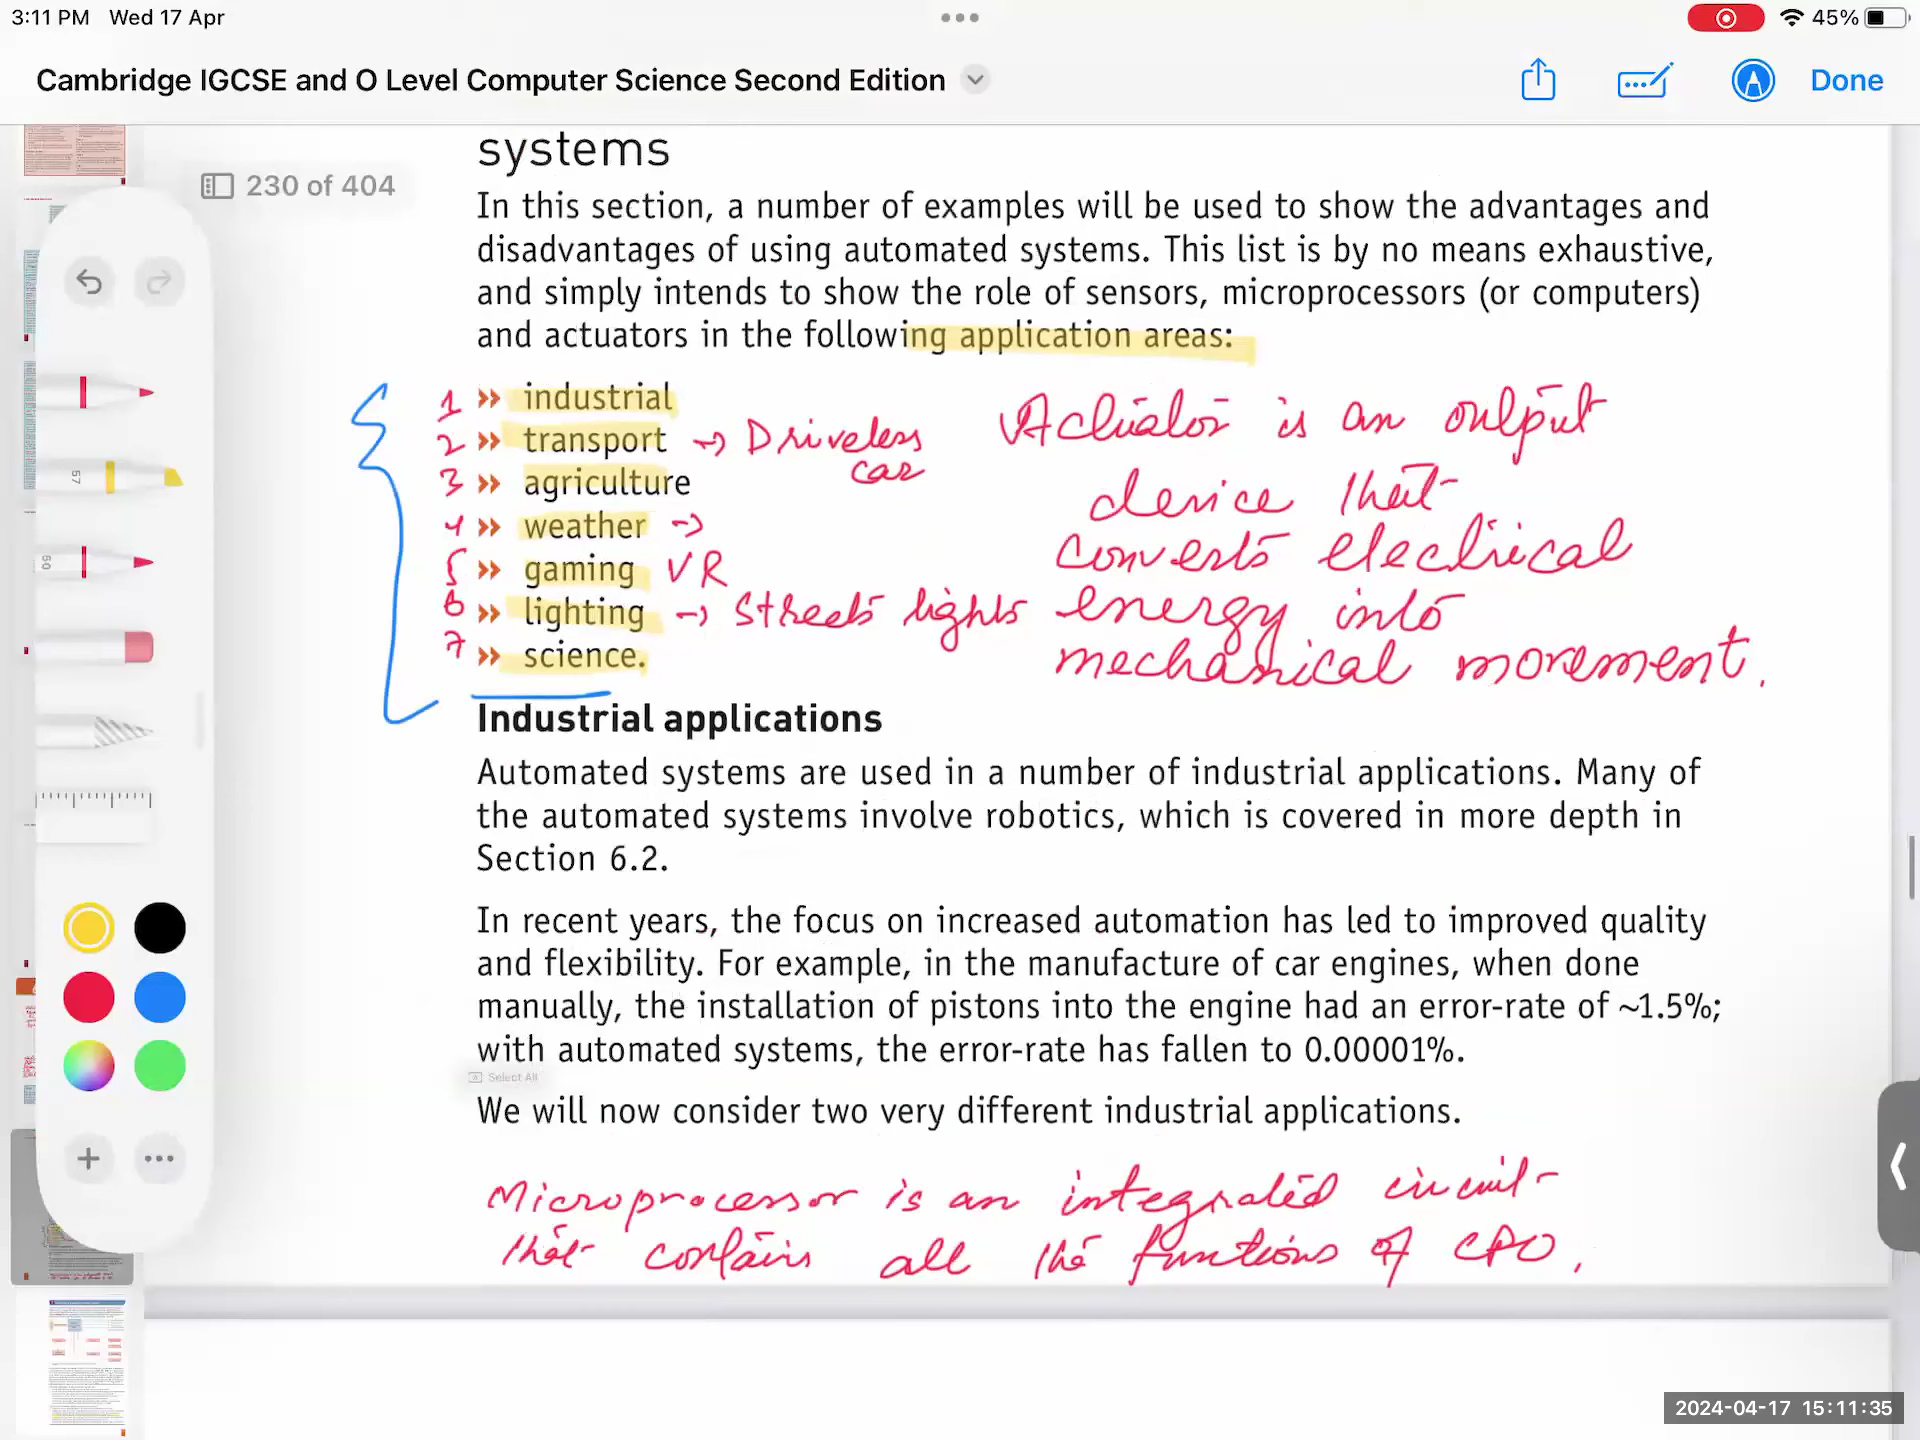 3:11 PM Wed 17 Apr
45%
Cambridge IGCSE and O Level Computer Science Second Edition
Done
230 of 404
systems
In this section, a number of examples will be used to show the advantages and
disadvantages of using automated systems. This list is by no means exhaustive,
and simply intends to show the role of sensors, microprocessors (or computers)
and actuators in the following application areas:
1 » industrial
2 » transport → Driveless
car
3 » agriculture
4 » weather →
5 » gaming VR
6 » lighting → Streets lights
7 » science.
Actuator is an output
device that
converts electrical
energy into
mechanical movement.
Industrial applications
Automated systems are used in a number of industrial applications. Many of
the automated systems involve robotics, which is covered in more depth in
Section 6.2.
In recent years, the focus on increased automation has led to improved quality
and flexibility. For example, in the manufacture of car engines, when done
manually, the installation of pistons into the engine had an error-rate of ~1.5%;
with automated systems, the error-rate has fallen to 0.00001%.
Select All
We will now consider two very different industrial applications.
Microprocessor is an integrated circuit
that contains all the functions of CPU.
57
50
2024-04-17 15:11:35